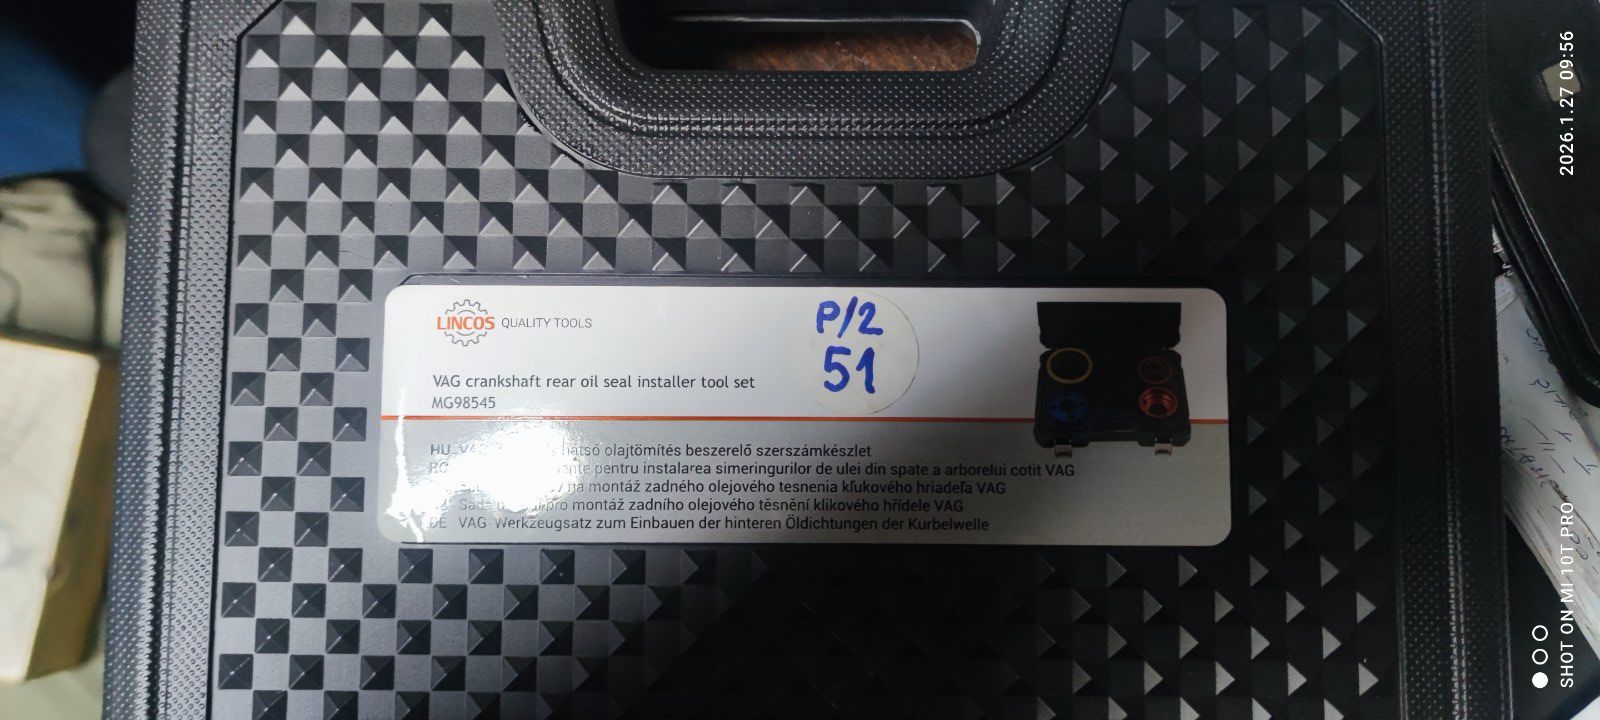 LINCOS QUALITY TOOLS
P/2
51
VAG crankshaft rear oil seal installer tool set
MG98545
HU VA hátsó olajtömítés beszerelő szerszámkészlet
pentru instalarea simeringurilor de ulei din spate a arborelui cotit VAG
na montáž zadného olejového tesnenia kľukového hriadeľa VAG
Sada pro montáž zadního olejového těsnění klikového hřídele VAG
DE VAG Werkzeugsatz zum Einbauen der hinteren Öldichtungen der Kurbelwelle
2026.1.27 09:56
SHOT ON MI 10T PRO